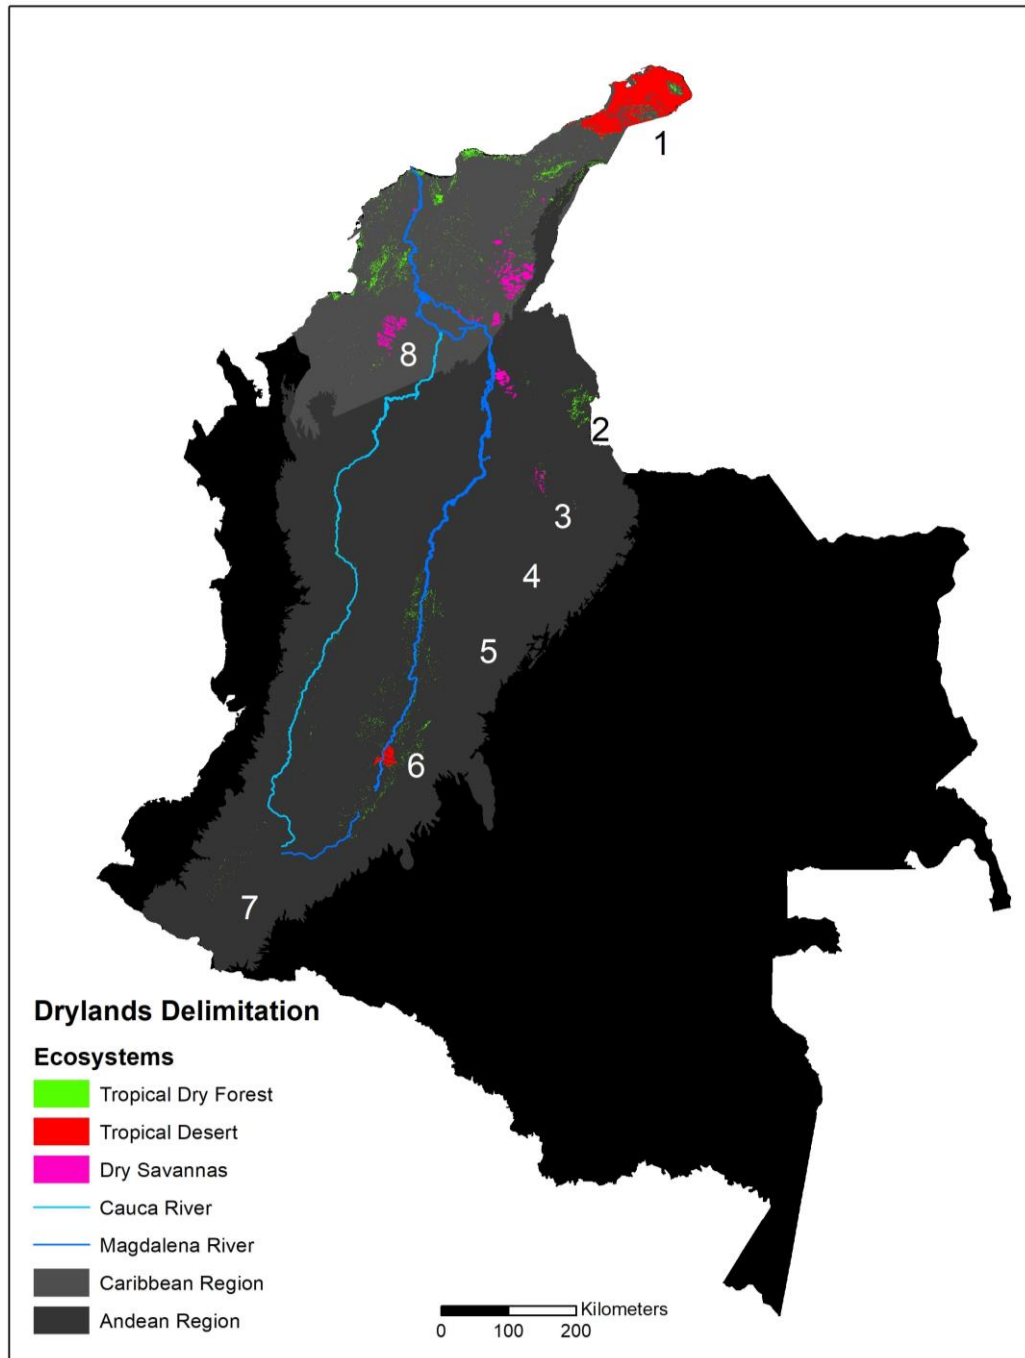 1
8
2
3
4
5
6
7
Drylands Delimitation
Ecosystems
Tropical Dry Forest
Tropical Desert
Dry Savannas
Cauca River
Magdalena River
Caribbean Region
Andean Region
Kilometers
0 100 200